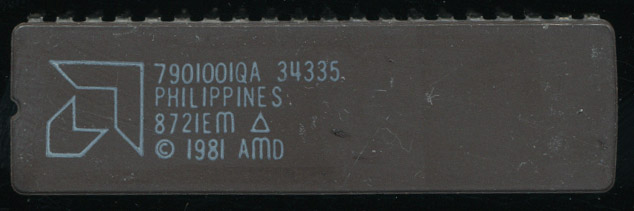 7901001QA 34335
PHILIPPINES
8721EM △
© 1981 AMD